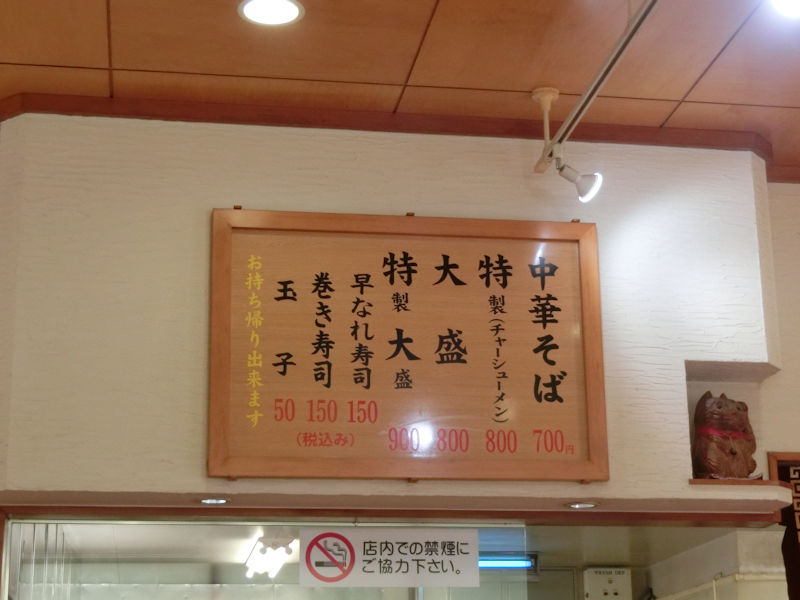 中華そば 700円
特製(チャーシューメン) 800
大盛 800
特製大盛 900
早なれ寿司 150
巻き寿司 150
玉子 50
(税込み)
お持ち帰り出来ます
店内での禁煙に
ご協力下さい。